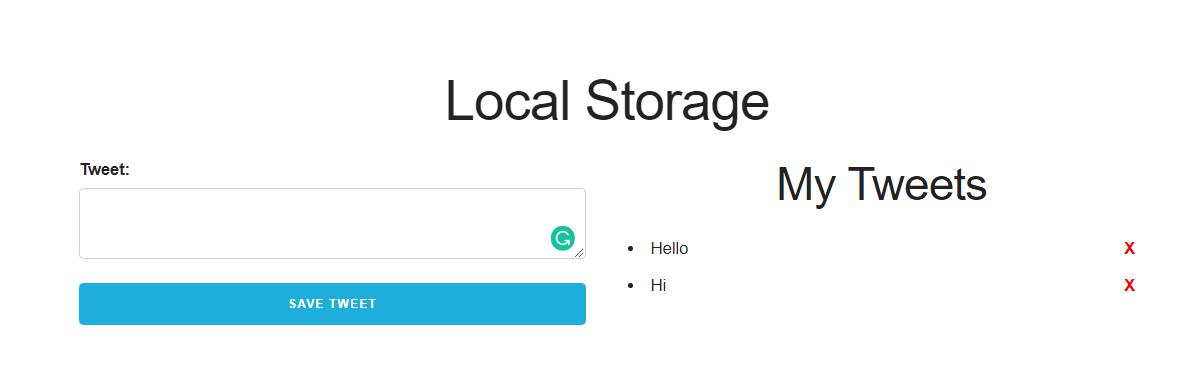 Local Storage
Tweet:
SAVE TWEET
My Tweets
Hello X
Hi X